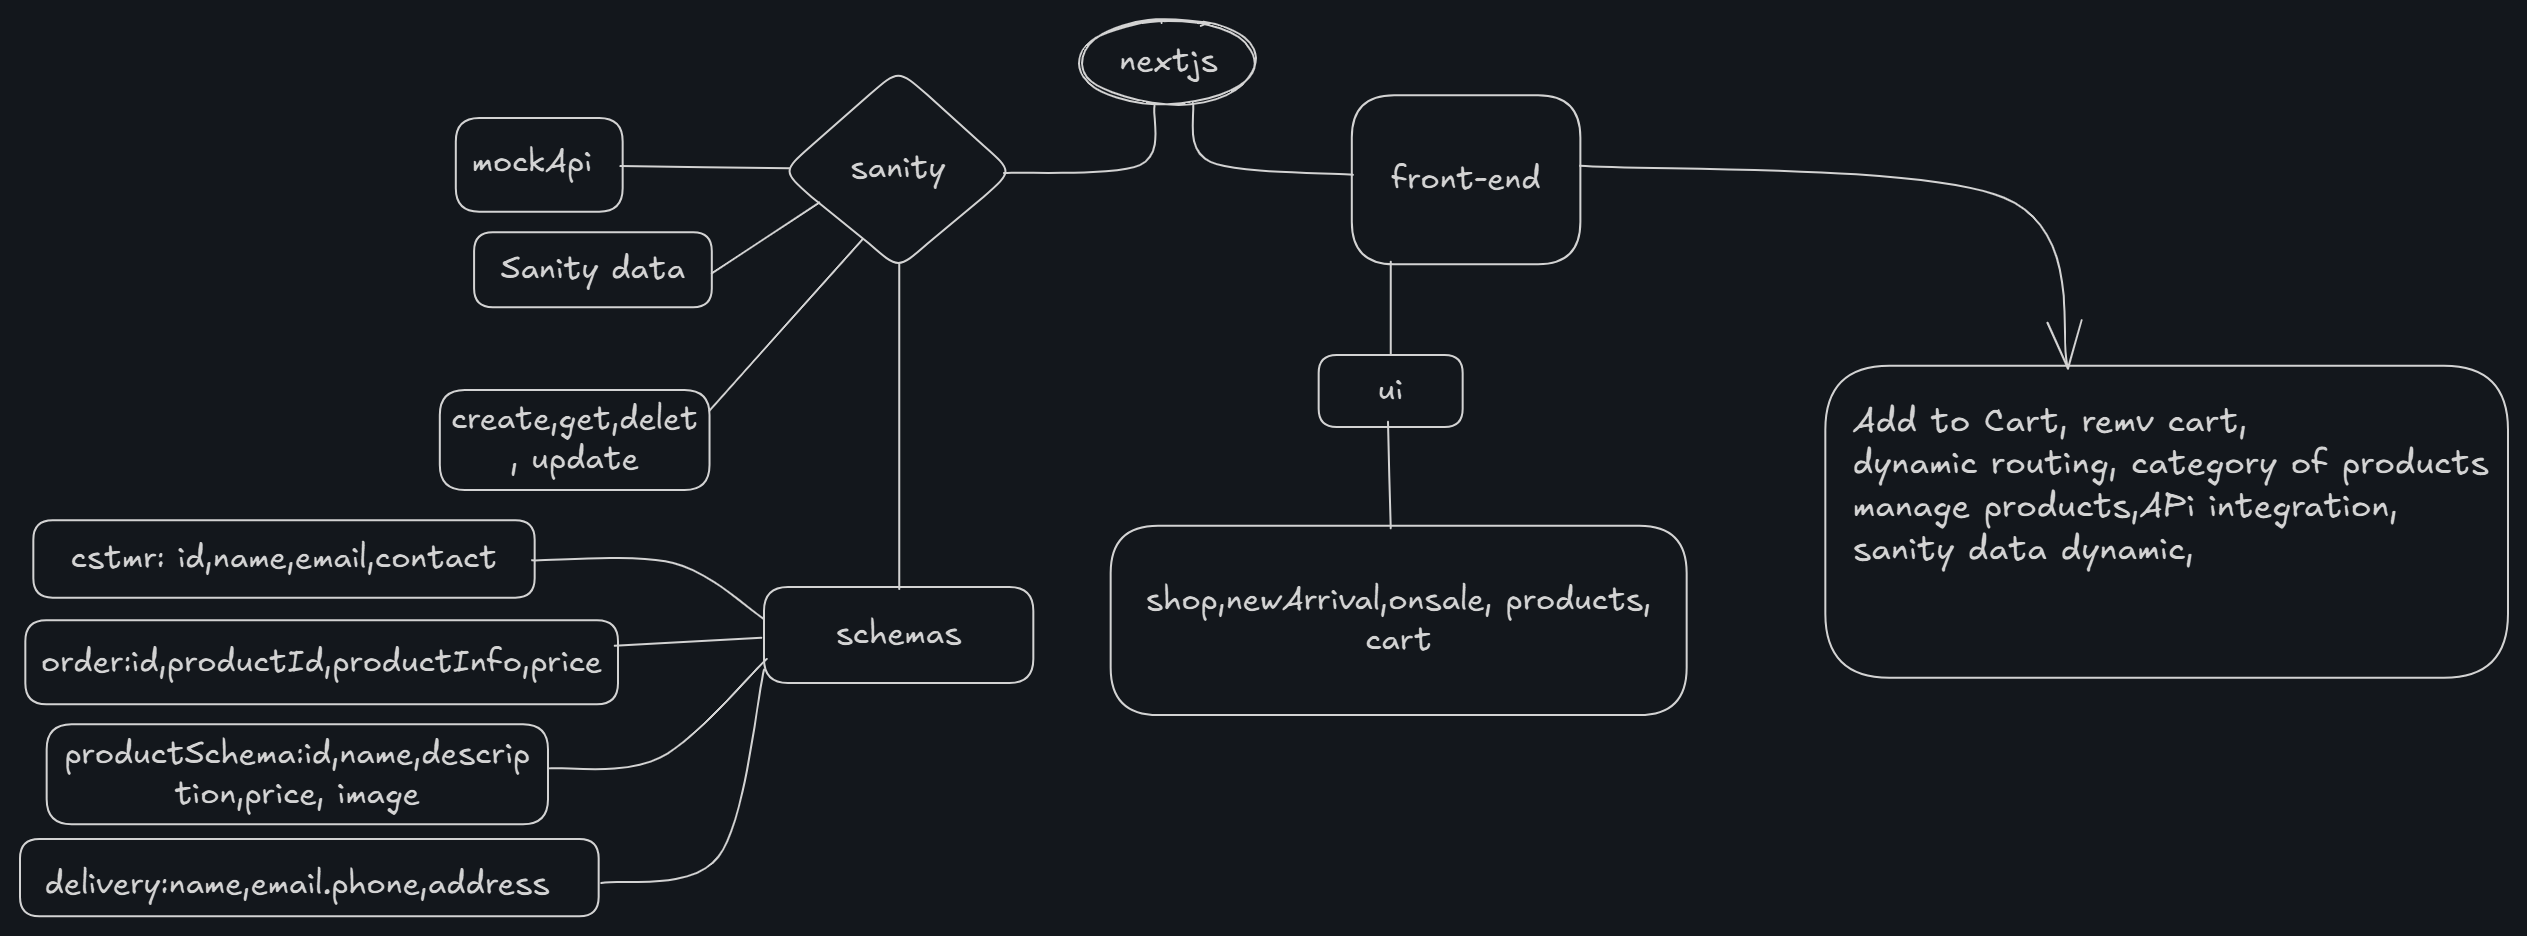 nextjs
sanity
front-end
mockApi
Sanity data
create,get,delet
, update
ui
Add to Cart, remv cart,
dynamic routing, category of products
manage products,APi integration,
sanity data dynamic,
cstmr: id,name,email,contact
order:id,productId,productInfo,price
productSchema:id,name,descrip
tion,price, image
delivery:name,email.phone,address
schemas
shop,newArrival,onsale, products,
cart